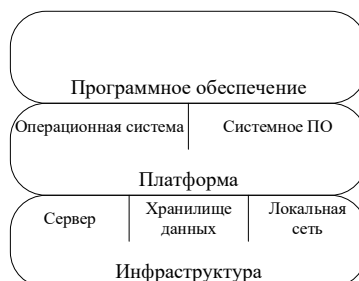 Программное обеспечение
Операционная система
Системное ПО
Платформа
Сервер
Хранилище
данных
Локальная
сеть
Инфраструктура